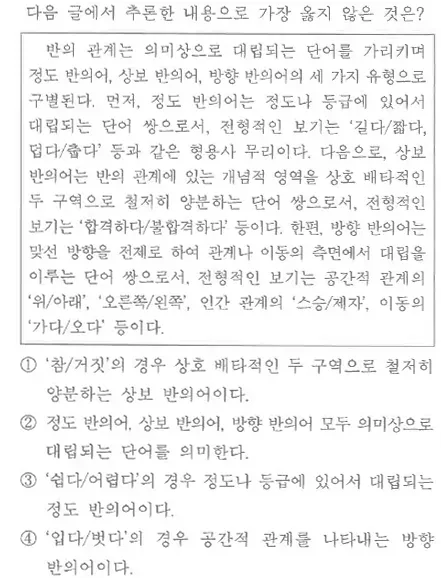 다음 글에서 추론한 내용으로 가장 옳지 않은 것은?
반의 관계는 의미상으로 대립되는 단어를 가리키며
정도 반의어, 상보 반의어, 방향 반의어의 세 가지 유형으로
구별된다. 먼저, 정도 반의어는 정도나 등급에 있어서
대립되는 단어 쌍으로서, 전형적인 보기는 '길다/짧다,
덥다/춥다' 등과 같은 형용사 무리이다. 다음으로, 상보
반의어는 반의 관계에 있는 개념적 영역을 상호 배타적인
두 구역으로 철저히 양분하는 단어 쌍으로서, 전형적인
보기는 '합격하다/불합격하다' 등이다. 한편, 방향 반의어는
맞선 방향을 전제로 하여 관계나 이동의 측면에서 대립을
이루는 단어 쌍으로서, 전형적인 보기는 공간적 관계의
'위/아래', '오른쪽/왼쪽', 인간 관계의 '스승/제자', 이동의
'가다/오다' 등이다.
① '참/거짓'의 경우 상호 배타적인 두 구역으로 철저히
양분하는 상보 반의어이다.
② 정도 반의어, 상보 반의어, 방향 반의어 모두 의미상으로
대립되는 단어를 의미한다.
③ '쉽다/어렵다'의 경우 정도나 등급에 있어서 대립되는
정도 반의어이다.
④ '입다/벗다'의 경우 공간적 관계를 나타내는 방향
반의어이다.